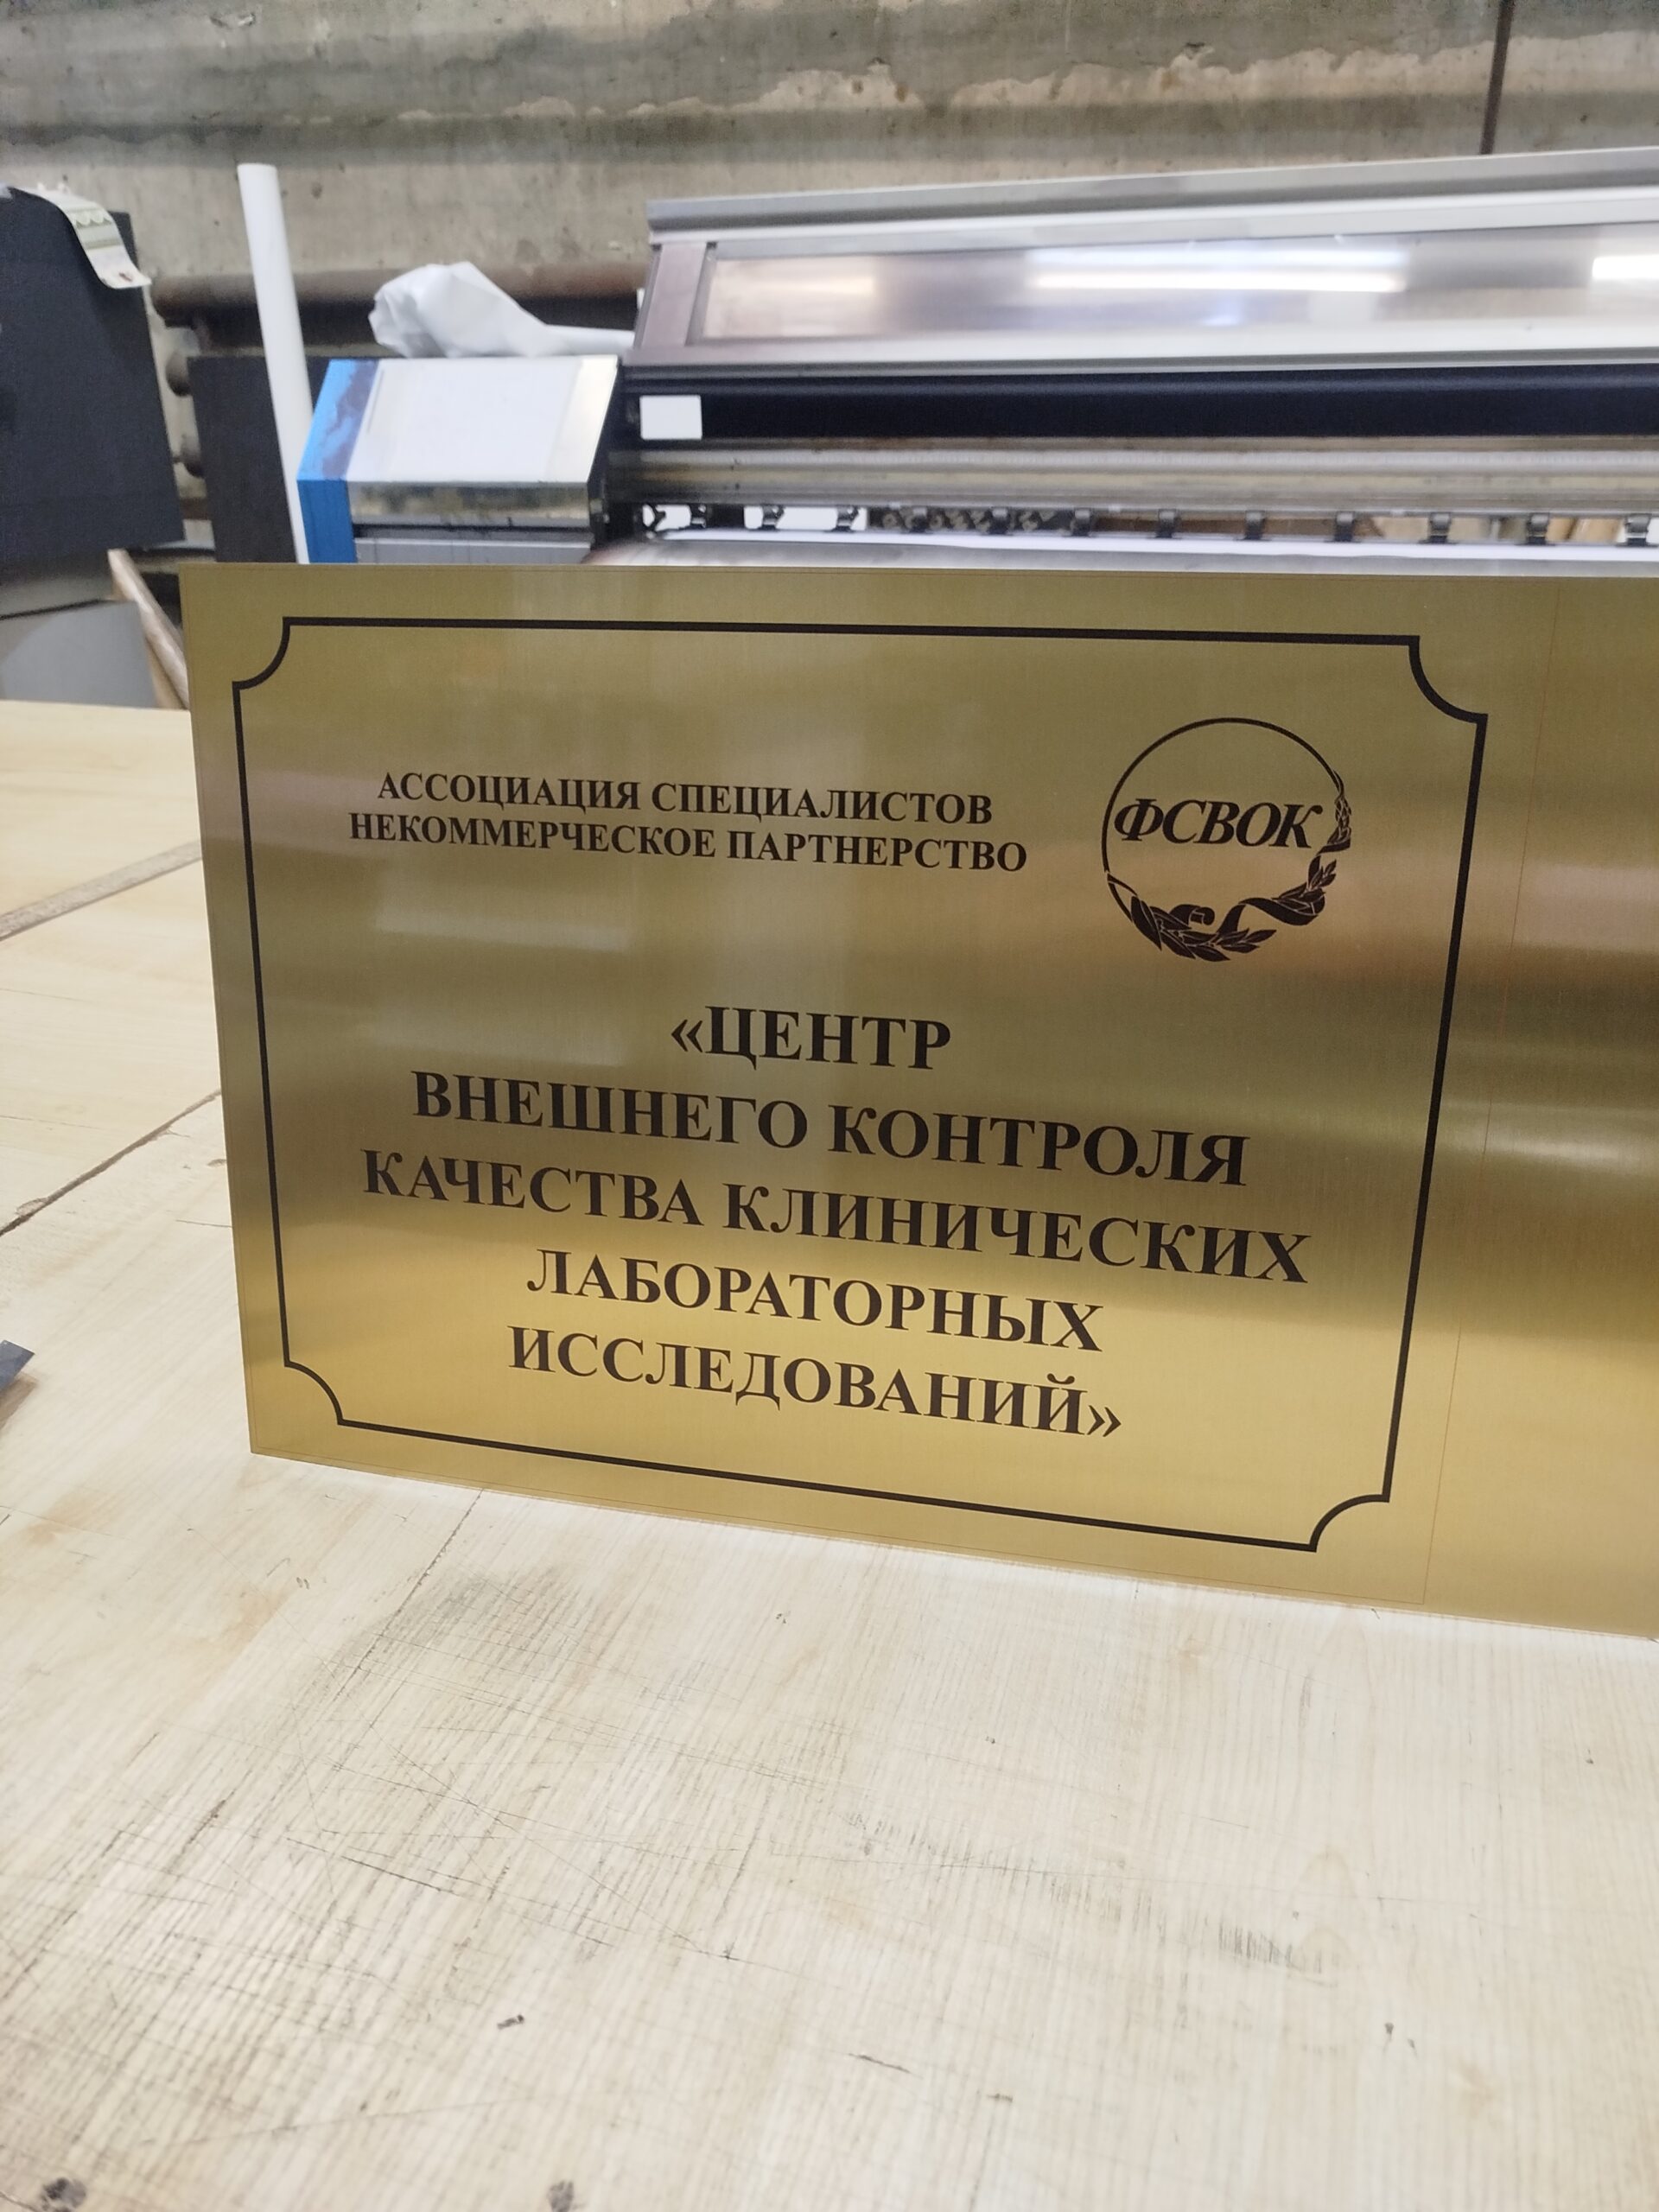 АССОЦИАЦИЯ СПЕЦИАЛИСТОВ
НЕКОММЕРЧЕСКОЕ ПАРТНЕРСТВО
ФСВОК
«ЦЕНТР
ВНЕШНЕГО КОНТРОЛЯ
КАЧЕСТВА КЛИНИЧЕСКИХ
ЛАБОРАТОРНЫХ
ИССЛЕДОВАНИЙ»